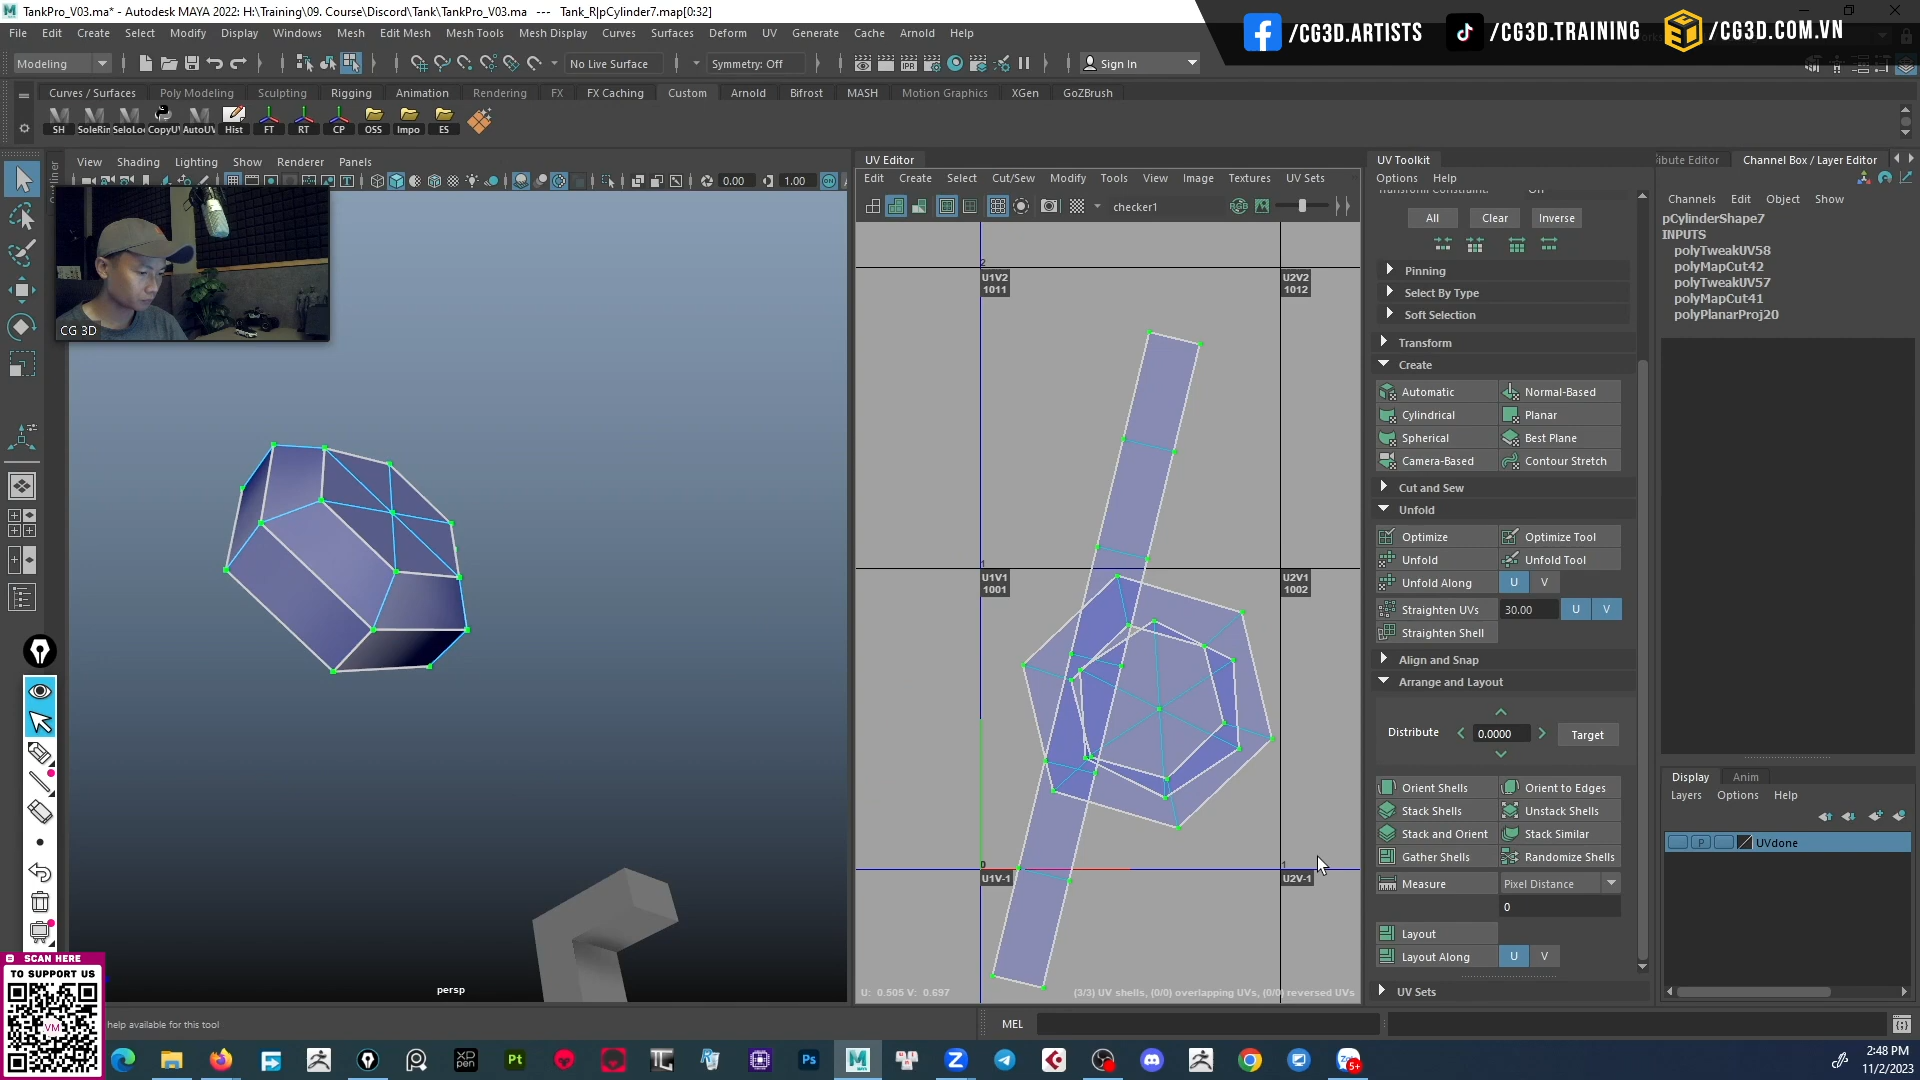 TankPro_V03.ma* - Autodesk MAYA 2022: H:\Training\09. Course\Discord\Tank\TankPro_V03.ma --- Tank_R|pCylinder7.map[0:32]
/CG3D.ARTISTS
/CG3D.TRAINING
/CG3D.COM.VN
File Edit Create Select Modify Display Windows Mesh Edit Mesh Mesh Tools Mesh Display Curves Surfaces Deform UV Generate Cache Arnold Help
Modeling No Live Surface Symmetry: Off Sign In
Curves / Surfaces Poly Modeling Sculpting Rigging Animation Rendering FX FX Caching Custom Arnold Bifrost MASH Motion Graphics XGen GoZBrush
SH SoleRin SeloLoc CopyUV AutoUV Hist FT RT CP OSS Impo ES
View Shading Lighting Show Renderer Panels
0.00 1.00
CG 3D
persp
UV Editor
Edit Create Select Cut/Sew Modify Tools View Image Textures UV Sets
checker1
2
U1V2
1011
U2V2
1012
1
U1V1
1001
U2V1
1002
0
U1V-1
1
U2V-1
U: 0.505 V: 0.697
(3/3) UV shells, (0/0) overlapping UVs, (0/0) reversed UVs
UV Toolkit
Options Help
All Clear Inverse
Pinning
Select By Type
Soft Selection
Transform
Create
Automatic Normal-Based
Cylindrical Planar
Spherical Best Plane
Camera-Based Contour Stretch
Cut and Sew
Unfold
Optimize Optimize Tool
Unfold Unfold Tool
Unfold Along U V
Straighten UVs 30.00 U V
Straighten Shell
Align and Snap
Arrange and Layout
Distribute 0.0000 Target
Orient Shells Orient to Edges
Stack Shells Unstack Shells
Stack and Orient Stack Similar
Gather Shells Randomize Shells
Measure Pixel Distance
0
Layout
Layout Along U V
UV Sets
Channel Box / Layer Editor
Channels Edit Object Show
pCylinderShape7
INPUTS
polyTweakUV58
polyMapCut42
polyTweakUV57
polyMapCut41
polyPlanarProj20
Display Anim
Layers Options Help
P UVdone
SCAN HERE
TO SUPPORT US
VM
help available for this tool
MEL
Pt
Ps
XD
PEN
5+
2:48 PM
11/2/2023